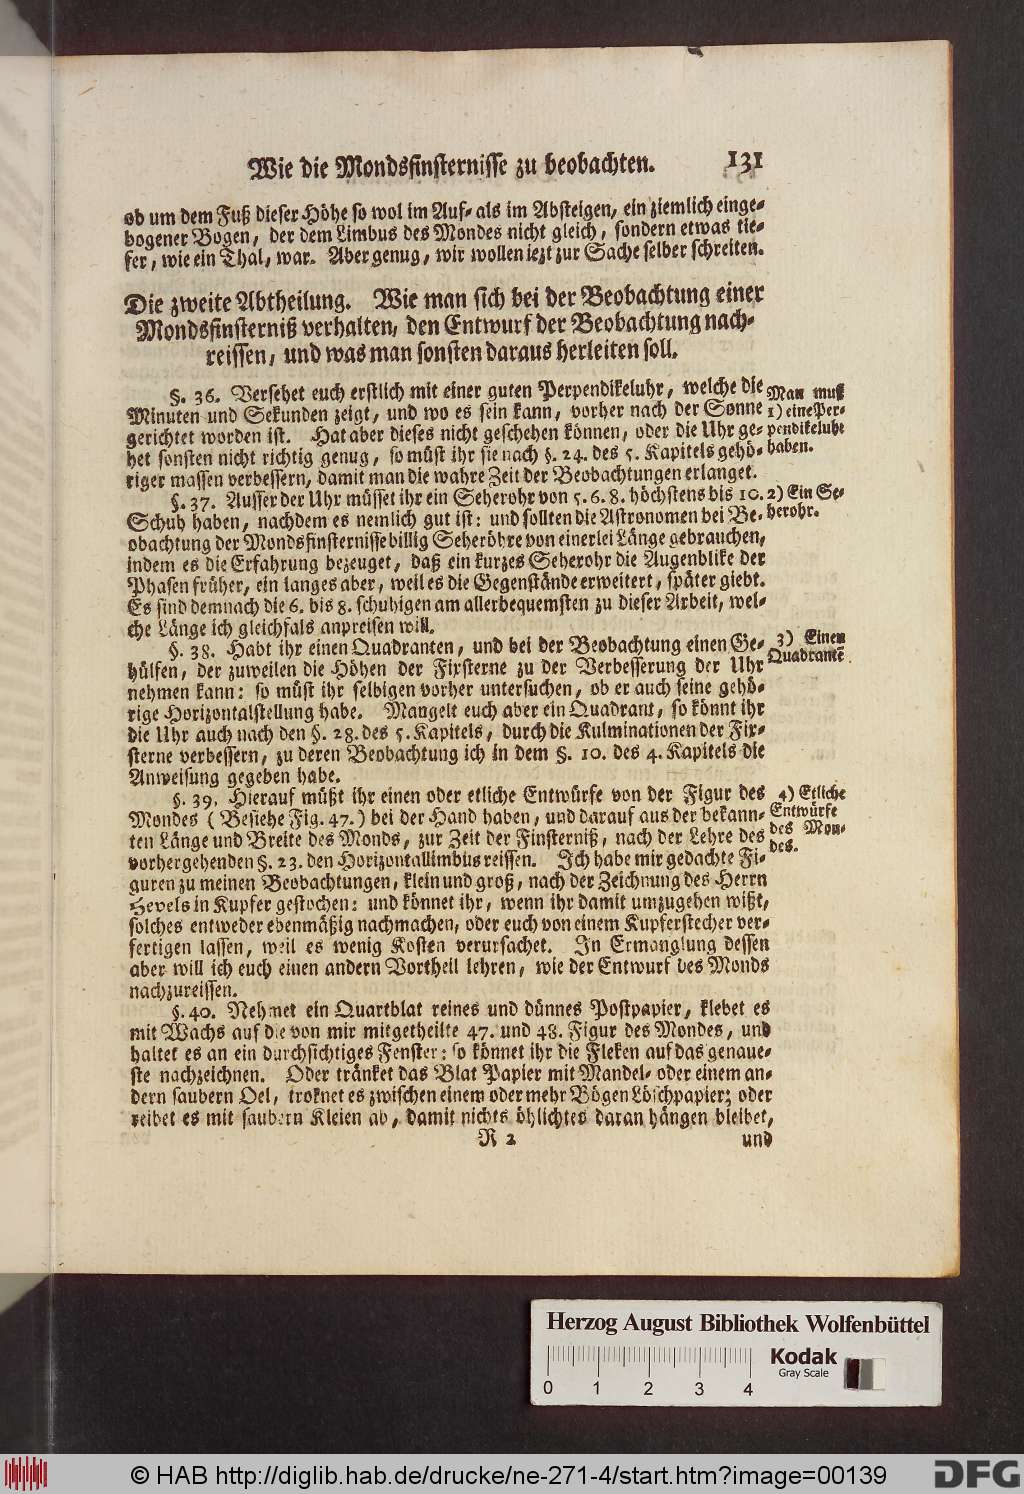 Wie die Mondsfinsternisse zu beobachten. 131
ob um dem Fuß dieser Höhe so wol im Auf- als im Absteigen, ein ziemlich einge-
bogener Bogen, der dem Limbus des Mondes nicht gleich, sondern etwas tie-
fer, wie ein Thal, war. Aber genug, wir wollen iezt zur Sache selber schreiten.
Die zweite Abtheilung. Wie man sich bei der Beobachtung einer
Mondsfinsterniß verhalten, den Entwurf der Beobachtung nach-
reissen, und was man sonsten daraus herleiten soll.
§. 36. Versehet euch erstlich mit einer guten Perpendikeluhr, welche die
Minuten und Sekunden zeigt, und wo es sein kann, vorher nach der Sonne
gerichtet worden ist. Hat aber dieses nicht geschehen können, oder die Uhr ge-
het sonsten nicht richtig genug, so müst ihr sie nach §. 24. des 5. Kapitels gehö-
riger massen verbessern, damit man die wahre Zeit der Beobachtungen erlanget.
Man muß
1) eine Per-
pendikeluhr
haben.
§. 37. Ausser der Uhr müsset ihr ein Seherohr von 5. 6. 8. höchstens bis 10.
Schuh haben, nachdem es nemlich gut ist: und sollten die Astronomen bei Be-
obachtung der Mondsfinsternisse billig Seheröhre von einerlei Länge gebrauchen,
indem es die Erfahrung bezeuget, daß ein kurzes Seherohr die Augenblike der
Phasen früher, ein langes aber, weil es die Gegenstände erweitert, später giebt.
Es sind demnach die 6. bis 8. schuhigen am allerbequemsten zu dieser Arbeit, wel-
che Länge ich gleichfals anpreisen will.
2) Ein Se-
herohr.
§. 38. Habt ihr einen Quadranten, und bei der Beobachtung einen Ge-
hülfen, der zuweilen die Höhen der Fixsterne zu der Verbesserung der Uhr
nehmen kann: so müst ihr selbigen vorher untersuchen, ob er auch seine gehö-
rige Horizontalstellung habe. Mangelt euch aber ein Quadrant, so könnt ihr
die Uhr auch nach den §. 28. des 5. Kapitels, durch die Kulminationen der Fix-
sterne verbessern, zu deren Beobachtung ich in dem §. 10. des 4. Kapitels die
Anweisung gegeben habe.
3) Einen
Quadrantē
§. 39. Hierauf müßt ihr einen oder etliche Entwürfe von der Figur des
Mondes ( Besiehe Fig. 47. ) bei der Hand haben, und darauf aus der bekann-
ten Länge und Breite des Monds, zur Zeit der Finsterniß, nach der Lehre des
vorhergehenden §. 23. den Horizontallimbus reissen. Ich habe mir gedachte Fi-
guren zu meinen Beobachtungen, klein und groß, nach der Zeichnung des Herrn
Hevels in Kupfer gestochen: und könnet ihr, wenn ihr damit umzugehen wißt,
solches entweder ebenmäßig nachmachen, oder euch von einem Kupferstecher ver-
fertigen lassen, weil es wenig Kosten verursachet. In Ermanglung dessen
aber will ich euch einen andern Vortheil lehren, wie der Entwurf des Monds
nachzureissen.
4) Etliche
Entwürfe
des Mon-
des.
§. 40. Nehmet ein Quartblat reines und dünnes Postpapier, klebet es
mit Wachs auf die von mir mitgetheilte 47. und 48. Figur des Mondes, und
haltet es an ein durchsichtiges Fenster: so könnet ihr die Fleken auf das genaue-
ste nachzeichnen. Oder tränket das Blat Papier mit Mandel- oder einem an-
dern saubern Oel, troknet es zwischen einem oder mehr Bögen Löschpapier; oder
reibet es mit saubern Kleien ab, damit nichts öhlichtes daran hängen bleibet,
R 2 und
Herzog August Bibliothek Wolfenbüttel
0 1 2 3 4
Kodak
Gray Scale
© HAB http://diglib.hab.de/drucke/ne-271-4/start.htm?image=00139
DFG